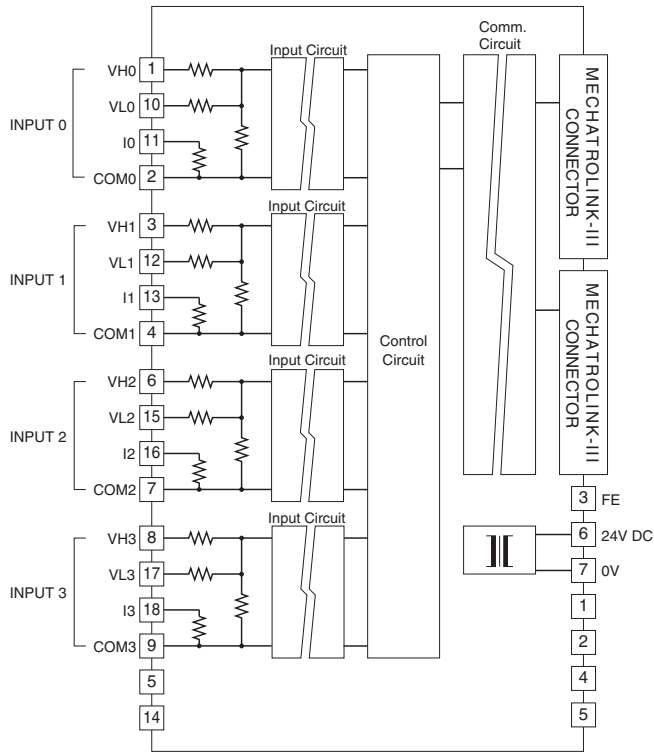 Comm.
Circuit
Input Circuit
INPUT 0
VH0 1
VL0 10
I0 11
COM0 2
Input Circuit
INPUT 1
VH1 3
VL1 12
I1 13
COM1 4
Input Circuit
INPUT 2
VH2 6
VL2 15
I2 16
COM2 7
Input Circuit
INPUT 3
VH3 8
VL3 17
I3 18
COM3 9
5
14
Control
Circuit
MECHATROLINK-III
CONNECTOR
MECHATROLINK-III
CONNECTOR
3 FE
6 24V DC
7 0V
1
2
4
5